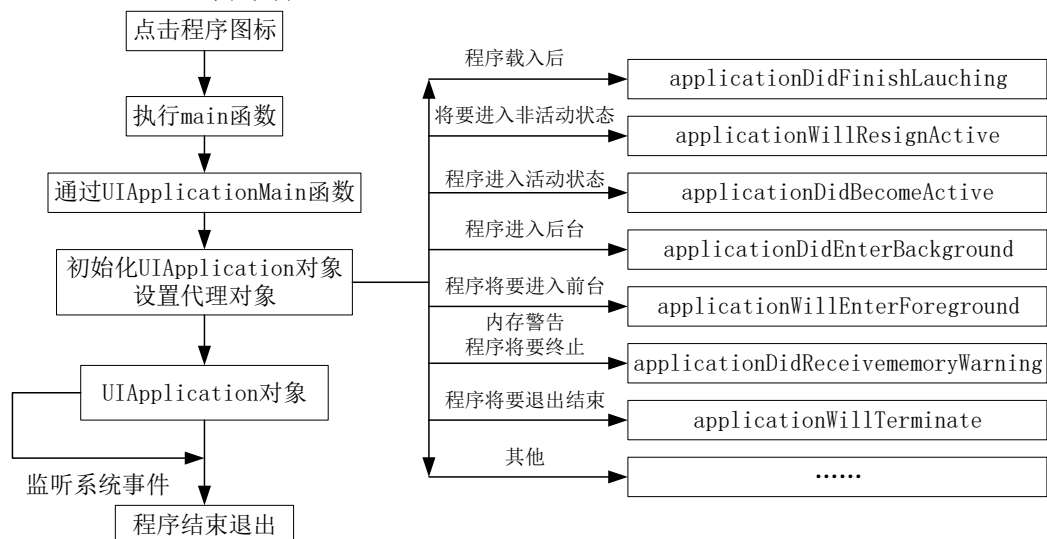 点击程序图标
执行main函数
通过UIApplicationMain函数
初始化UIApplication对象
设置代理对象
UIApplication对象
监听系统事件
程序结束退出
程序载入后
applicationDidFinishLauching
将要进入非活动状态
applicationWillResignActive
程序进入活动状态
applicationDidBecomeActive
程序进入后台
applicationDidEnterBackground
程序将要进入前台
applicationWillEnterForeground
内存警告
程序将要终止
applicationDidReceivememoryWarning
程序将要退出结束
applicationWillTerminate
其他
……